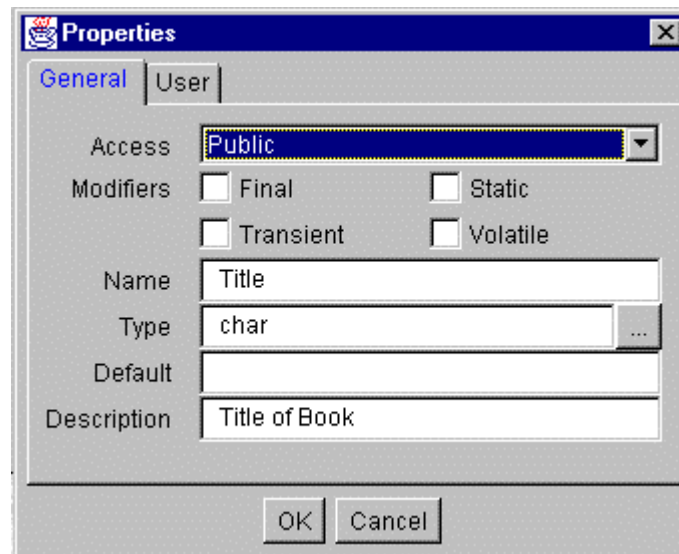 Properties
General User
Access Public
Modifiers Final Static
Transient Volatile
Name Title
Type char ...
Default
Description Title of Book
OK Cancel